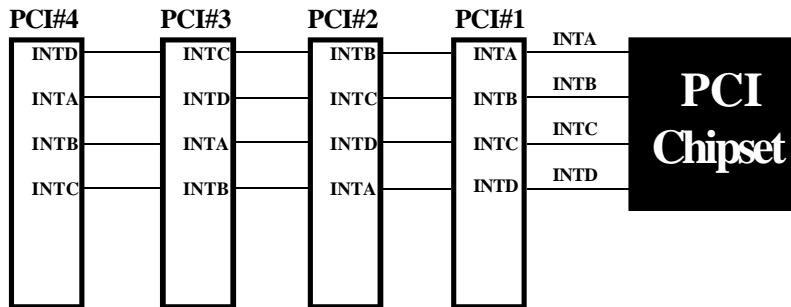 PCI#4 PCI#3 PCI#2 PCI#1
INTD INTC INTB INTA INTA
INTA INTD INTC INTB INTB
INTB INTA INTD INTC INTC
INTC INTB INTA INTD INTD
PCI
Chipset